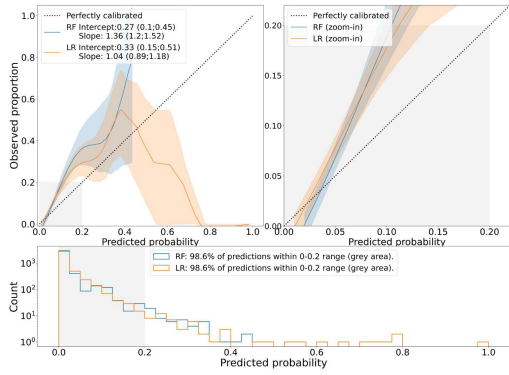 Perfectly calibrated
RF Intercept:0.27 (0.1;0.45)
Slope: 1.36 (1.2;1.52)
LR Intercept:0.33 (0.15;0.51)
Slope: 1.04 (0.89;1.18)
Observed proportion
1.0
0.8
0.6
0.4
0.2
0.0
0.0 0.2 0.4 0.6 0.8 1.0
Predicted probability
Perfectly calibrated
RF (zoom-in)
LR (zoom-in)
0.20
0.15
0.10
0.05
0.00
0.00 0.05 0.10 0.15 0.20
Predicted probability
RF: 98.6% of predictions within 0-0.2 range (grey area).
LR: 98.6% of predictions within 0-0.2 range (grey area).
Count
10³
10²
10¹
10⁰
0.0 0.2 0.4 0.6 0.8 1.0
Predicted probability